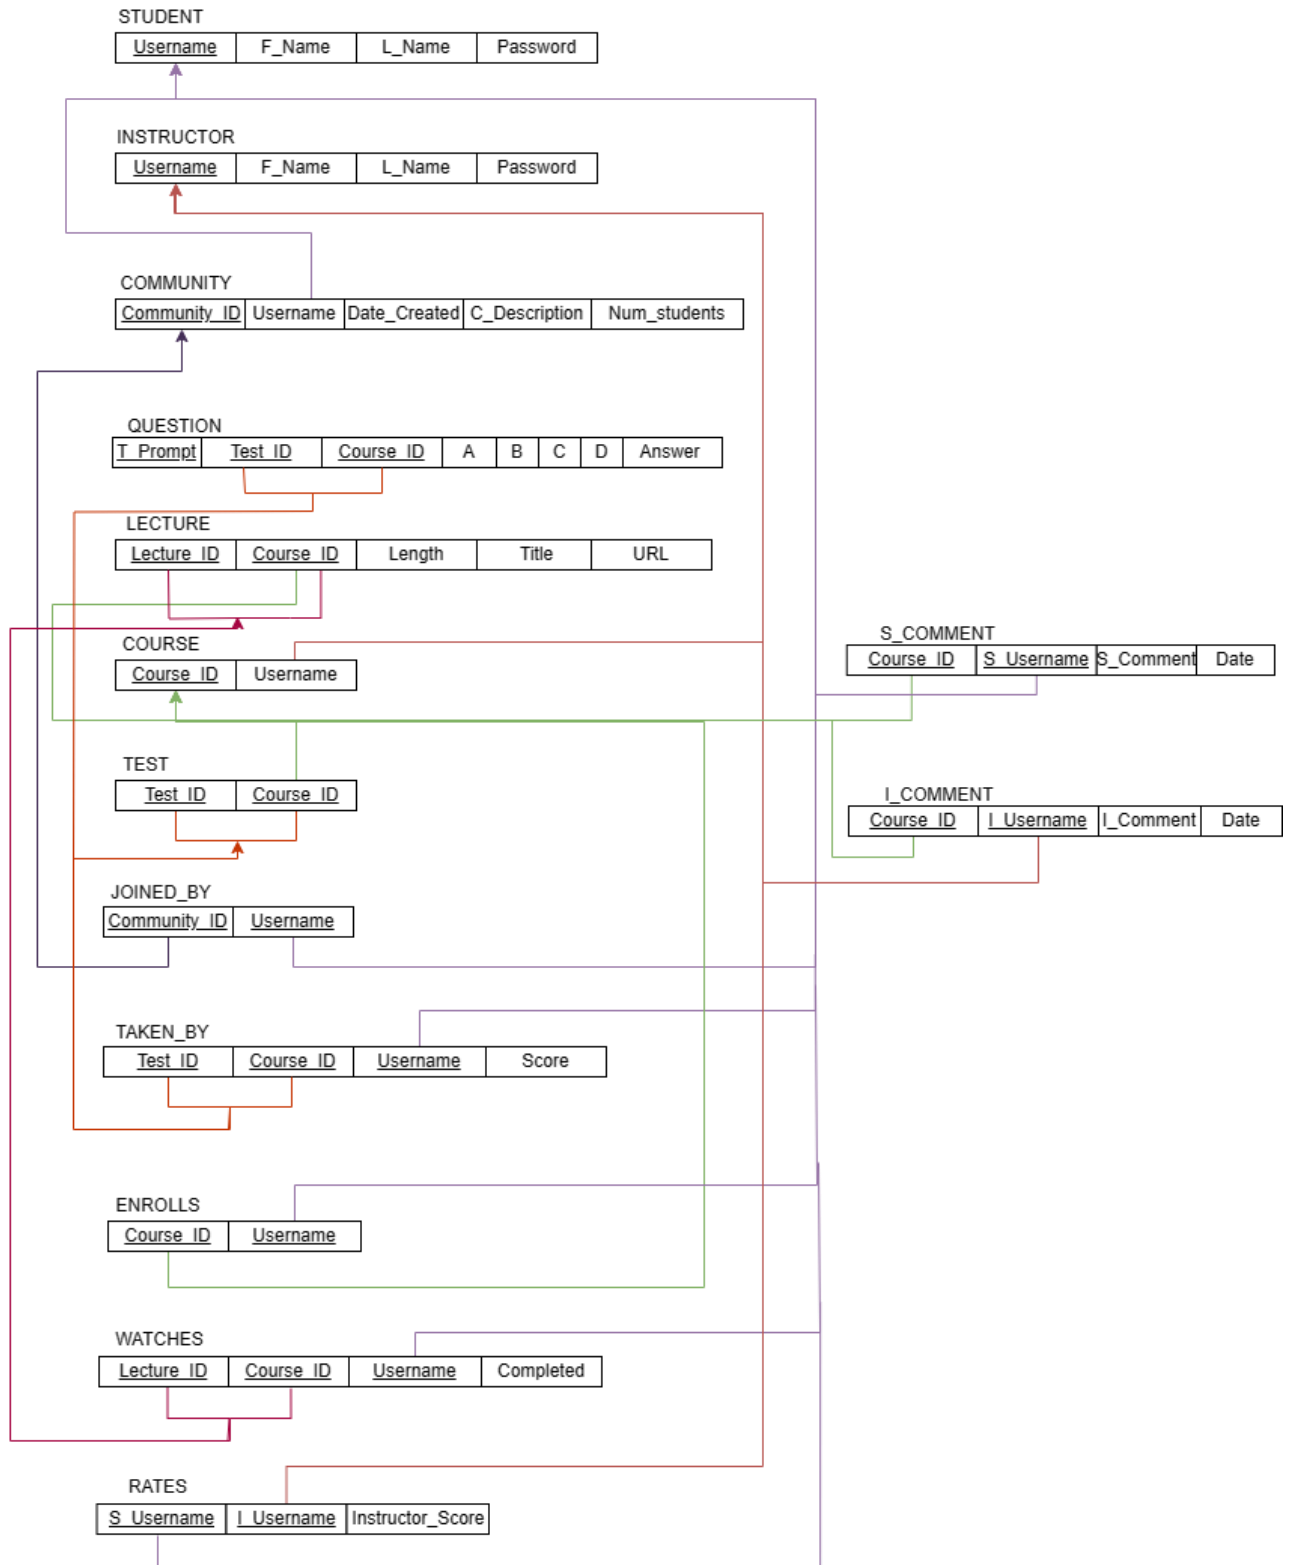 STUDENT
Username F_Name L_Name Password
INSTRUCTOR
Username F_Name L_Name Password
COMMUNITY
Community_ID Username Date_Created C_Description Num_students
QUESTION
T_Prompt Test_ID Course_ID A B C D Answer
LECTURE
Lecture_ID Course_ID Length Title URL
COURSE
Course_ID Username
S_COMMENT
Course_ID S_Username S_Comment Date
TEST
Test_ID Course_ID
I_COMMENT
Course_ID I_Username I_Comment Date
JOINED_BY
Community_ID Username
TAKEN_BY
Test_ID Course_ID Username Score
ENROLLS
Course_ID Username
WATCHES
Lecture_ID Course_ID Username Completed
RATES
S_Username I_Username Instructor_Score